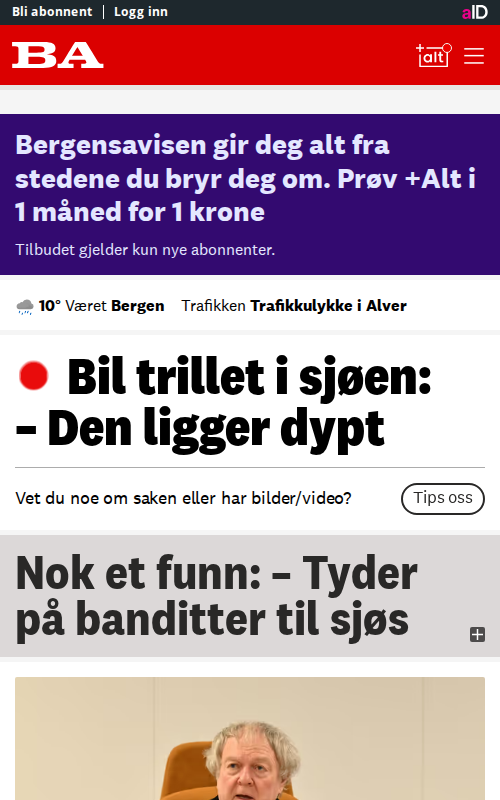 Bli abonnent | Logg inn
aID
BA
+alt
Bergensavisen gir deg alt fra
stedene du bryr deg om. Prøv +Alt i
1 måned for 1 krone
Tilbudet gjelder kun nye abonnenter.
10° Været Bergen Trafikken Trafikkulykke i Alver
Bil trillet i sjøen:
– Den ligger dypt
Vet du noe om saken eller har bilder/video? Tips oss
Nok et funn: – Tyder
på banditter til sjøs